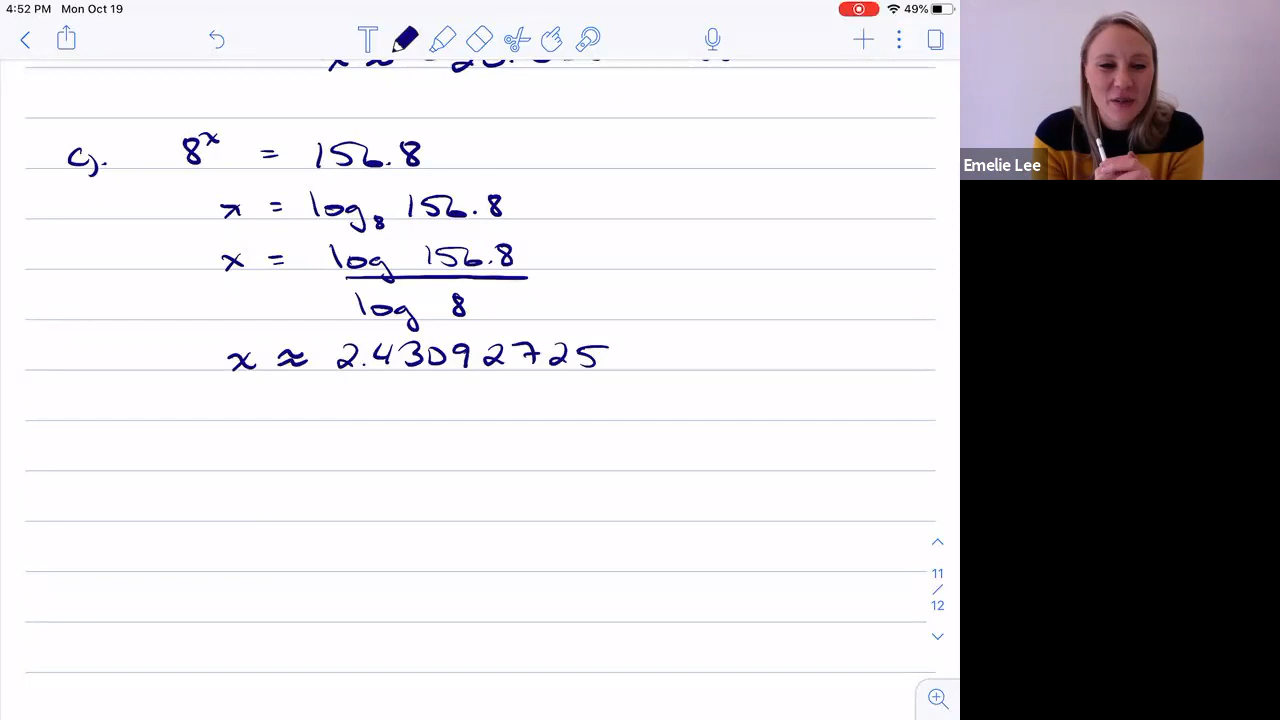 4:52 PM Mon Oct 19
49%
T
c). 8^x = 156.8
x = log_8 156.8
x = log 156.8 / log 8
x ≈ 2.43092725
Emelie Lee
11
/
12